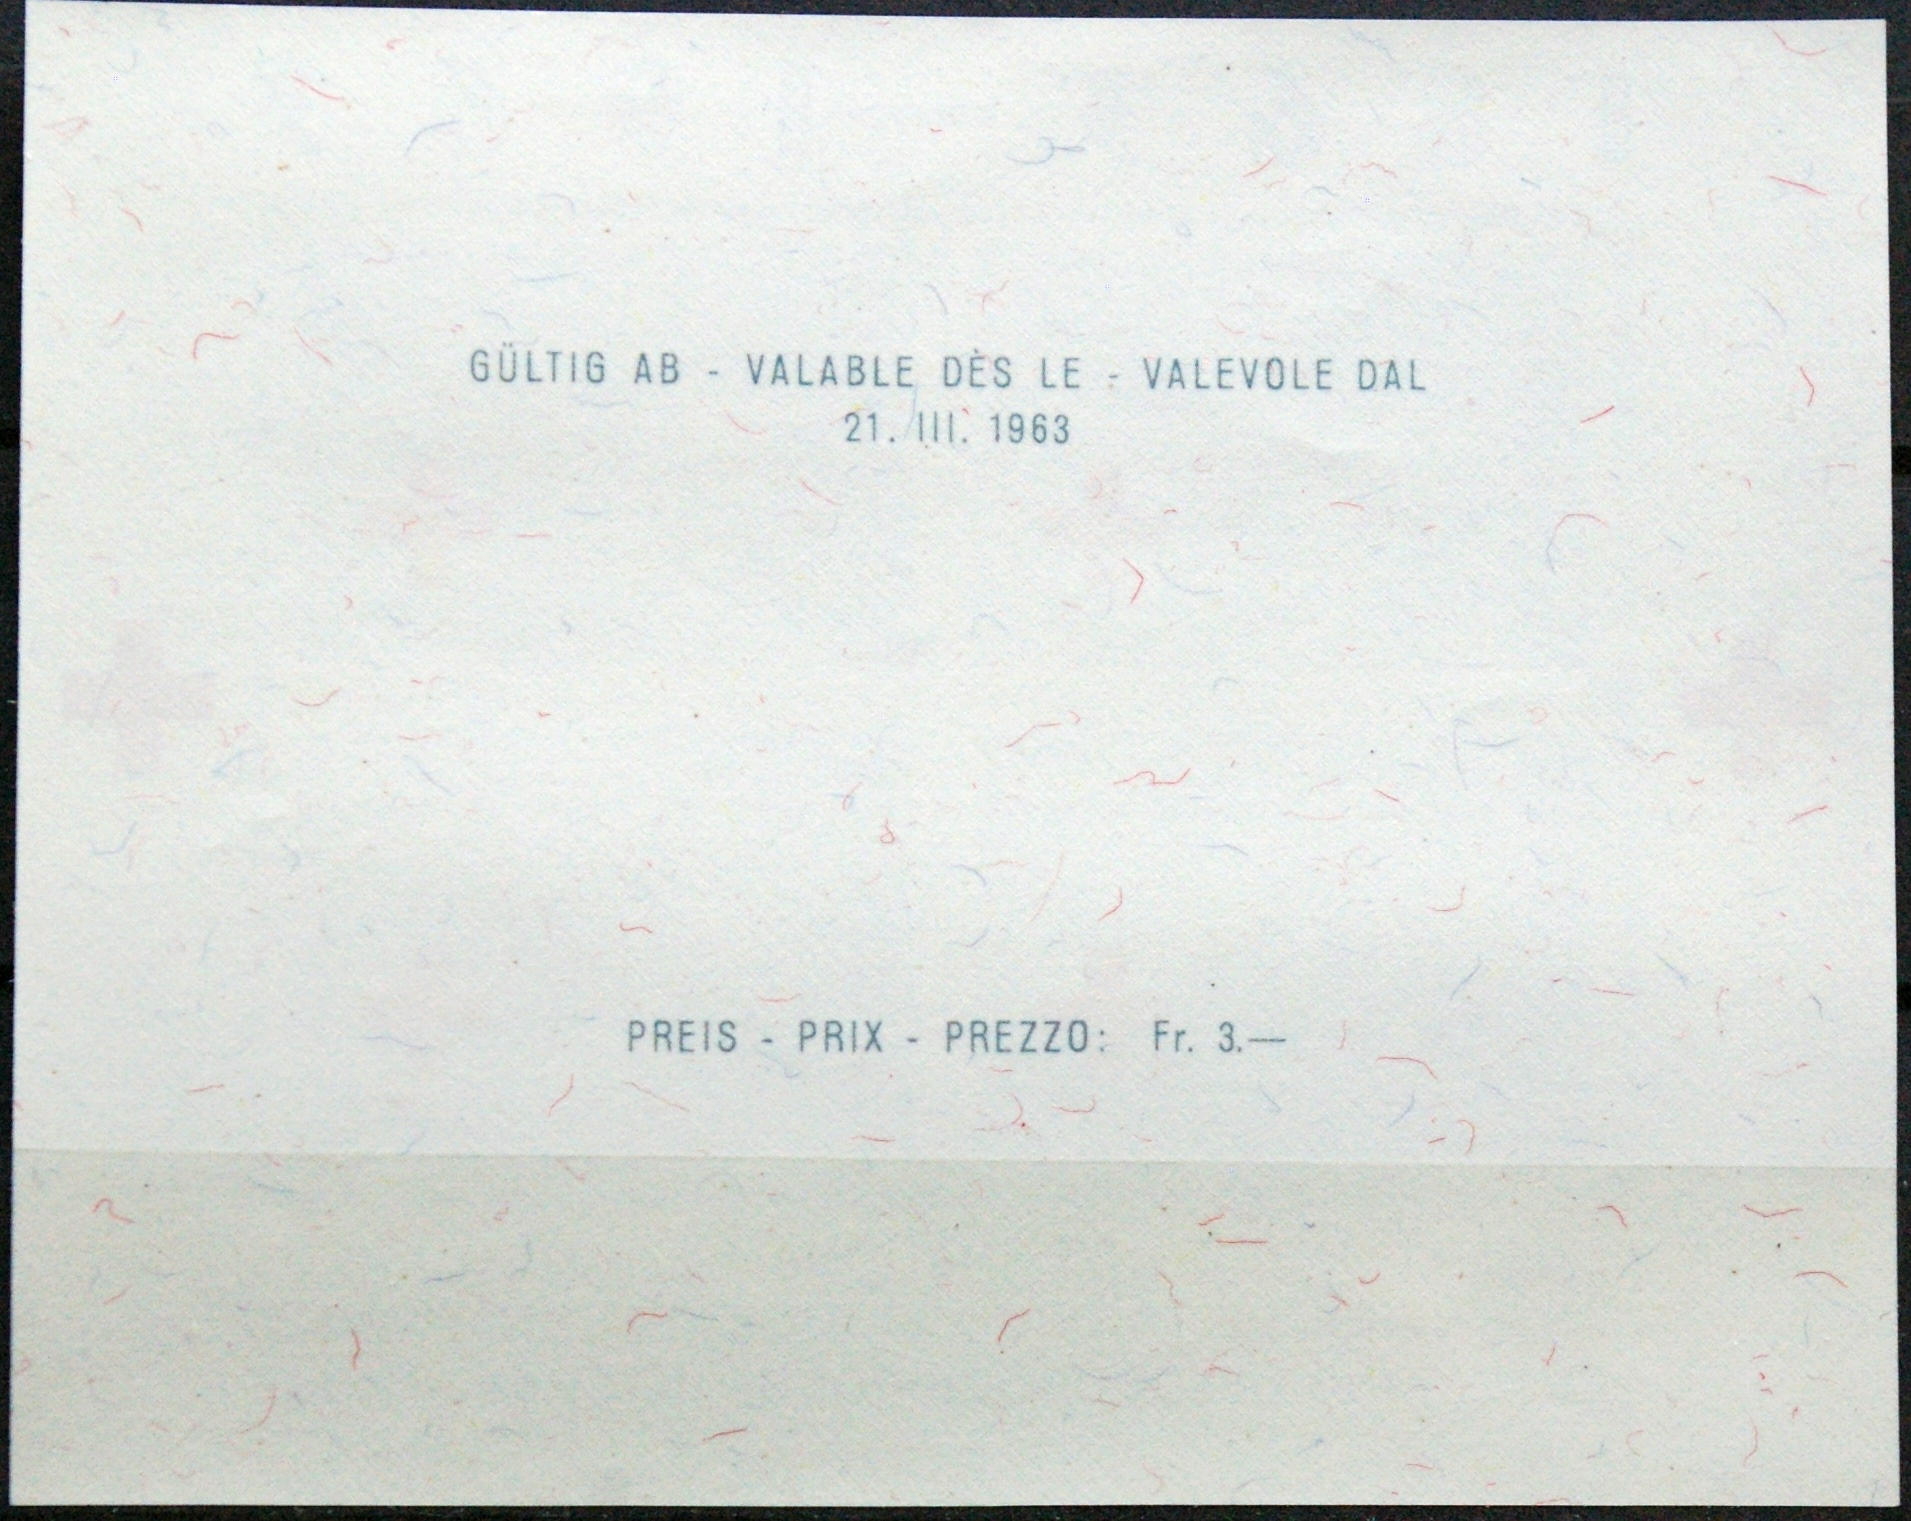 GÜLTIG AB - VALABLE DÈS LE - VALEVOLE DAL
21. III. 1963
PREIS - PRIX - PREZZO: Fr. 3.—